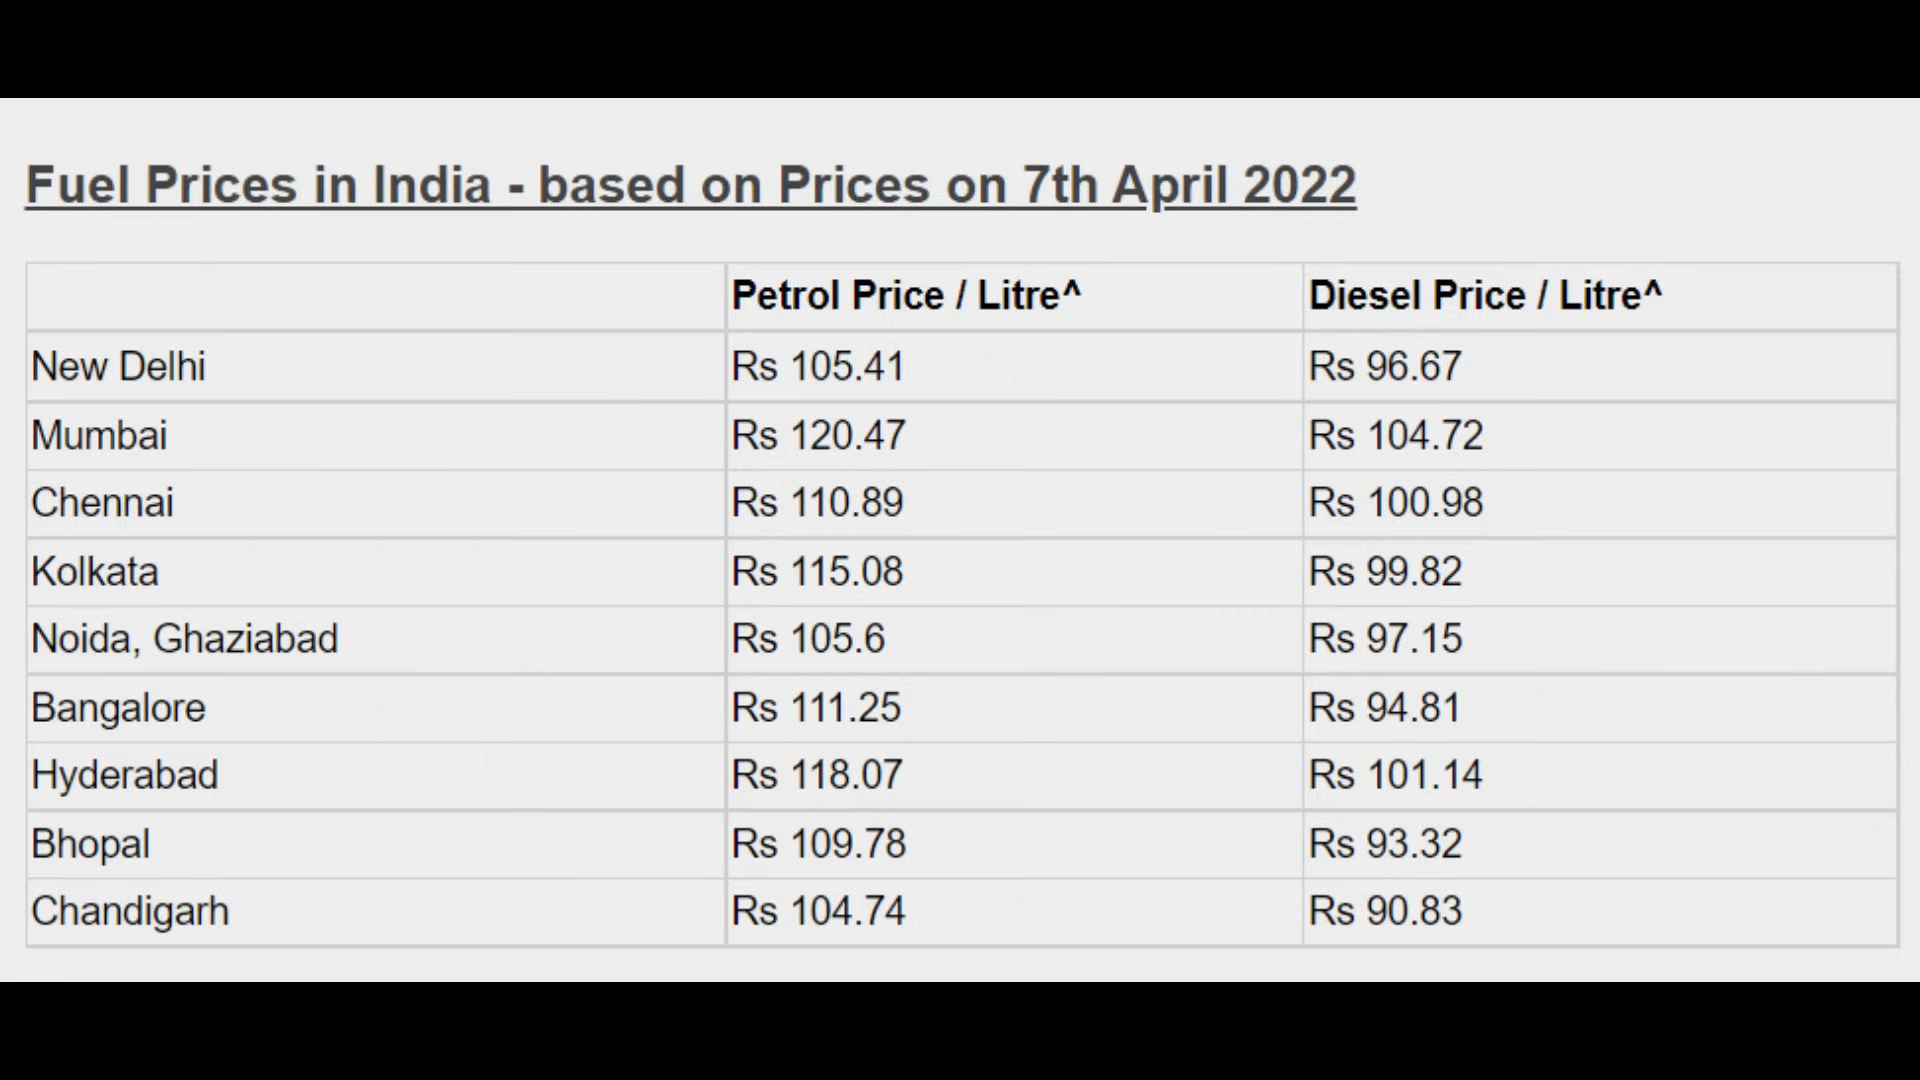 Fuel Prices in India - based on Prices on 7th April 2022
Petrol Price / Litre^ Diesel Price / Litre^
New Delhi Rs 105.41 Rs 96.67
Mumbai Rs 120.47 Rs 104.72
Chennai Rs 110.89 Rs 100.98
Kolkata Rs 115.08 Rs 99.82
Noida, Ghaziabad Rs 105.6 Rs 97.15
Bangalore Rs 111.25 Rs 94.81
Hyderabad Rs 118.07 Rs 101.14
Bhopal Rs 109.78 Rs 93.32
Chandigarh Rs 104.74 Rs 90.83